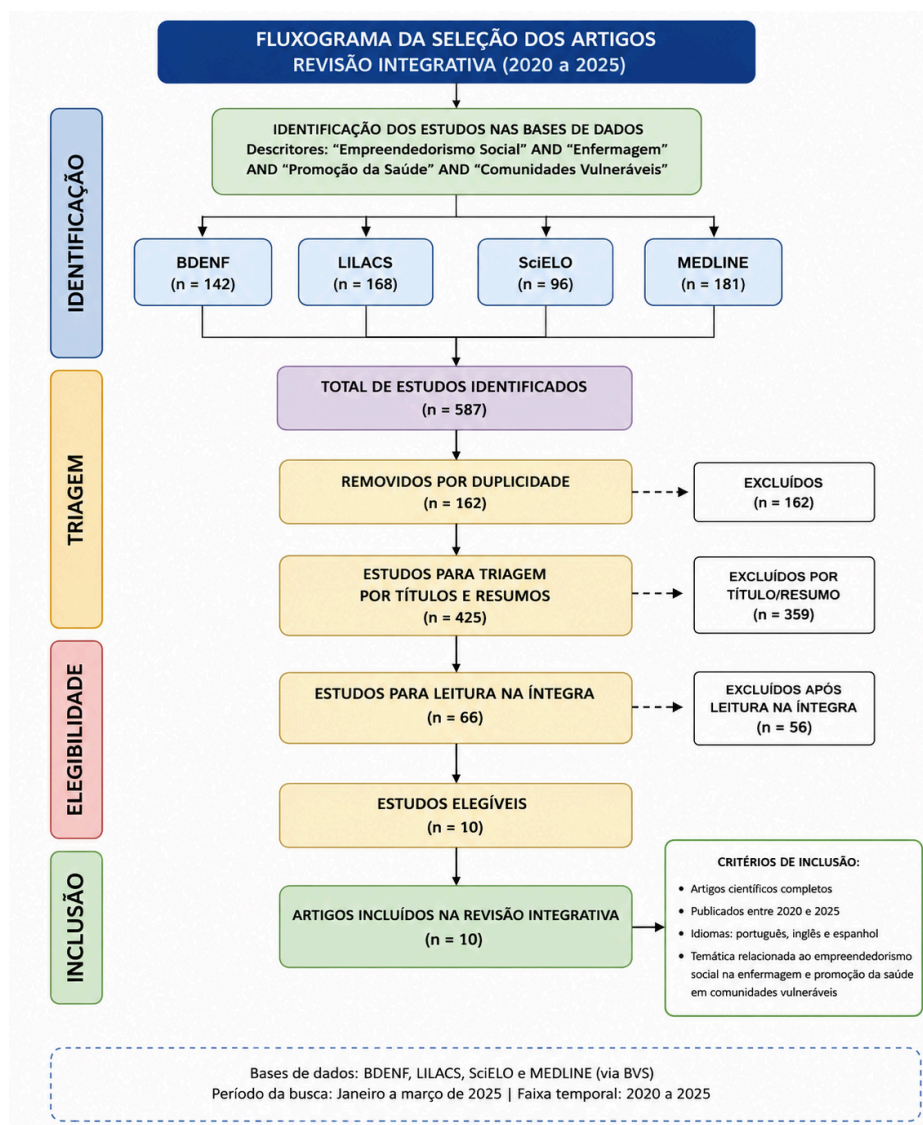 FLUXOGRAMA DA SELEÇÃO DOS ARTIGOS
REVISÃO INTEGRATIVA (2020 a 2025)
IDENTIFICAÇÃO
IDENTIFICAÇÃO DOS ESTUDOS NAS BASES DE DADOS
Descritores: “Empreendedorismo Social” AND “Enfermagem”
AND “Promoção da Saúde” AND “Comunidades Vulneráveis”
BDENF
(n = 142)
LILACS
(n = 168)
SciELO
(n = 96)
MEDLINE
(n = 181)
TRIAGEM
TOTAL DE ESTUDOS IDENTIFICADOS
(n = 587)
REMOVIDOS POR DUPLICIDADE
(n = 162)
EXCLUÍDOS
(n = 162)
ESTUDOS PARA TRIAGEM
POR TÍTULOS E RESUMOS
(n = 425)
EXCLUÍDOS POR
TÍTULO/RESUMO
(n = 359)
ELEGIBILIDADE
ESTUDOS PARA LEITURA NA ÍNTEGRA
(n = 66)
EXCLUÍDOS APÓS
LEITURA NA ÍNTEGRA
(n = 56)
ESTUDOS ELEGÍVEIS
(n = 10)
INCLUSÃO
ARTIGOS INCLUÍDOS NA REVISÃO INTEGRATIVA
(n = 10)
CRITÉRIOS DE INCLUSÃO:
• Artigos científicos completos
• Publicados entre 2020 e 2025
• Idiomas: português, inglês e espanhol
• Temática relacionada ao empreendedorismo
social na enfermagem e promoção da saúde
em comunidades vulneráveis
Bases de dados: BDENF, LILACS, SciELO e MEDLINE (via BVS)
Período da busca: Janeiro a março de 2025 | Faixa temporal: 2020 a 2025